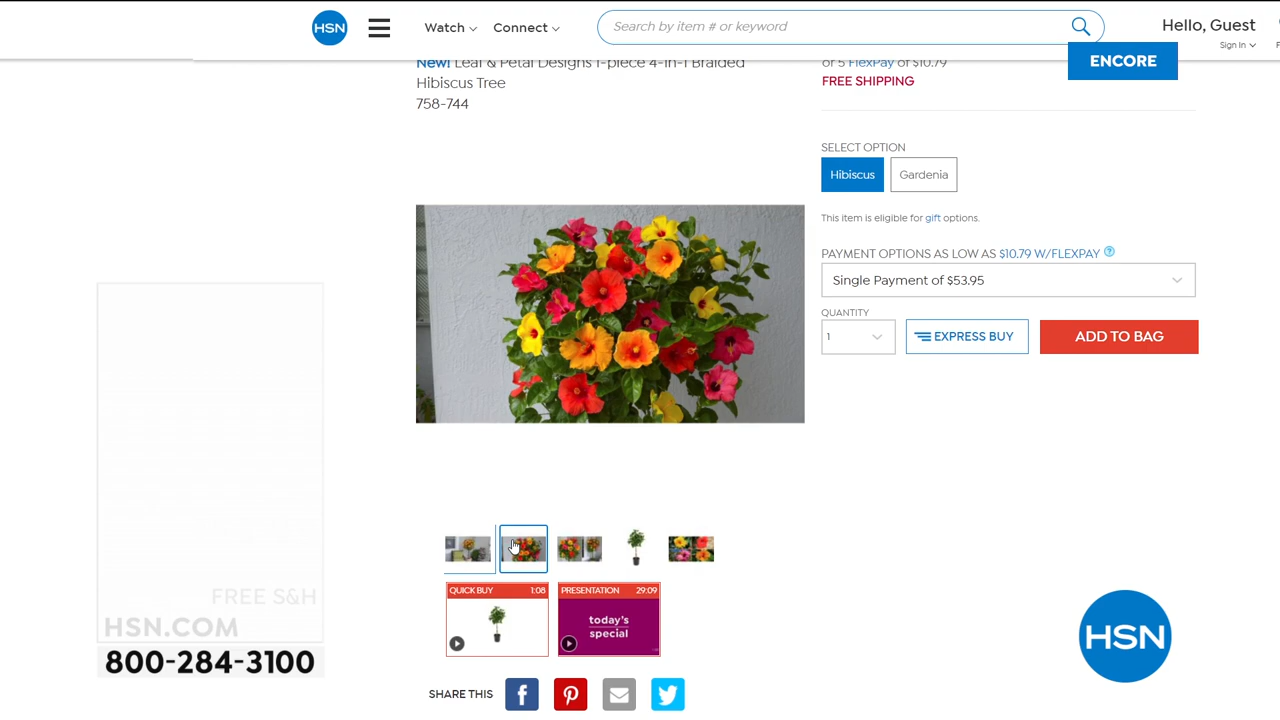 HSN
Watch
Connect
Search by item # or keyword
Hello, Guest
Sign In
ENCORE
New! Leaf & Petal Designs 1-piece 4-in-1 Braided
Hibiscus Tree
758-744
or 5 FlexPay of $10.79
FREE SHIPPING
SELECT OPTION
Hibiscus
Gardenia
This item is eligible for gift options.
PAYMENT OPTIONS AS LOW AS $10.79 W/FLEXPAY ?
Single Payment of $53.95
QUANTITY
1
EXPRESS BUY
ADD TO BAG
QUICK BUY 1:08
PRESENTATION 29:09
today's
special
SHARE THIS
FREE S&H
HSN.COM
800-284-3100
HSN